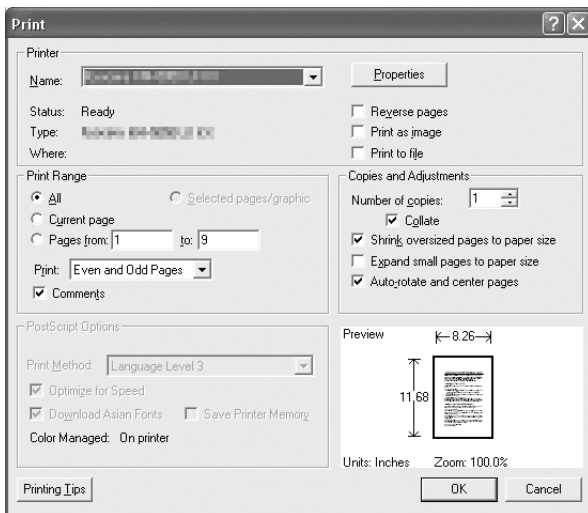 Print
Printer
Name:
Properties
Status: Ready
Type:
Where:
Reverse pages
Print as image
Print to file
Print Range
All
Selected pages/graphic
Current page
Pages from: 1 to: 9
Print: Even and Odd Pages
Comments
Copies and Adjustments
Number of copies: 1
Collate
Shrink oversized pages to paper size
Expand small pages to paper size
Auto-rotate and center pages
PostScript Options
Print Method: Language Level 3
Optimize for Speed
Download Asian Fonts Save Printer Memory
Color Managed: On printer
Preview
8.26
11,68
Units: Inches Zoom: 100.0%
Printing Tips
OK
Cancel